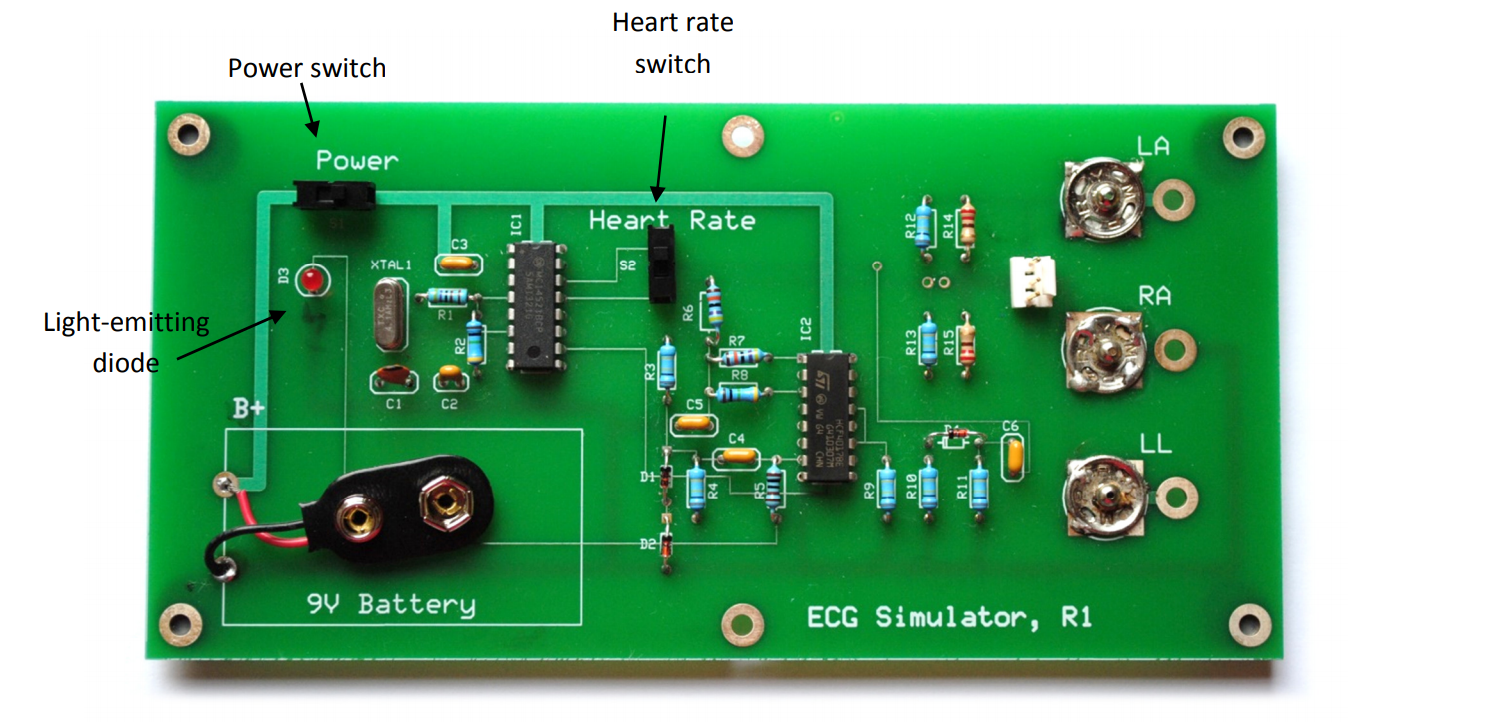 Heart rate
switch
Power switch
Light-emitting
diode
Power
S1
D3
XTAL1
C3
R1
R2
C1
C2
IC1
MC14521BCP
Heart Rate
S2
R6
R7
R8
R3
IC2
C5
C4
D1
R4
R5
D2
R9
R10
R11
C6
R12
R14
R13
R15
LA
RA
LL
B+
9V Battery
ECG Simulator, R1